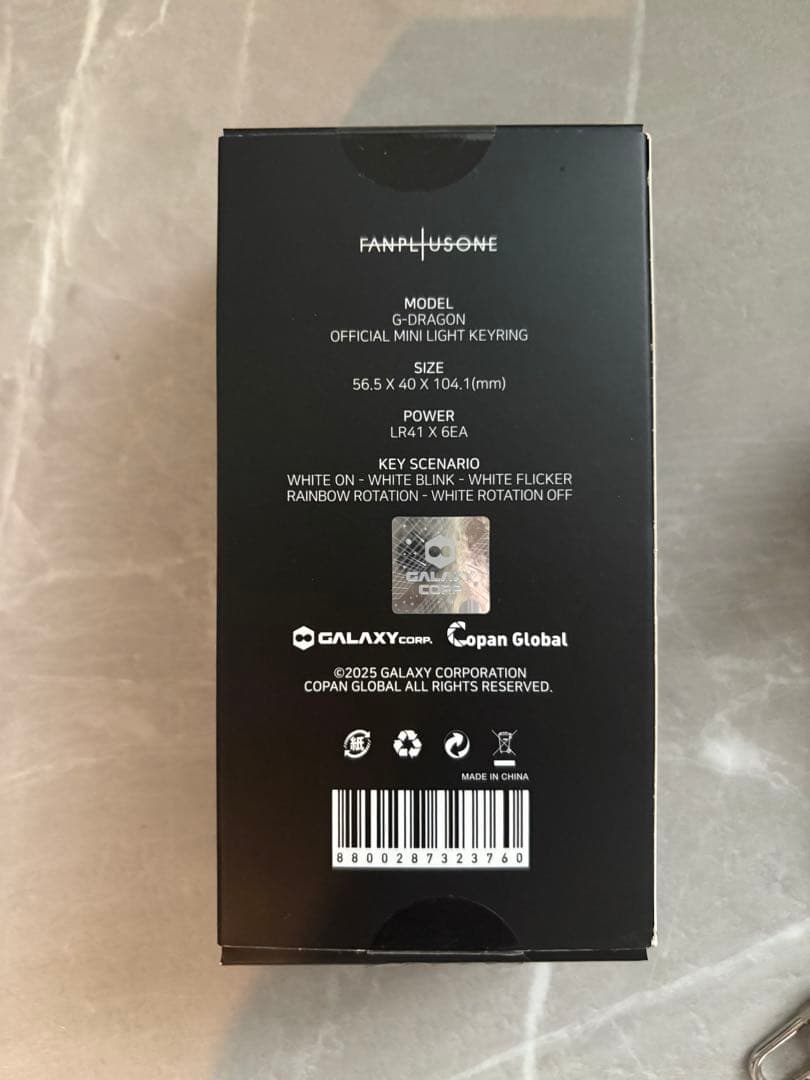 FANPLUSONE
MODEL
G-DRAGON
OFFICIAL MINI LIGHT KEYRING
SIZE
56.5 X 40 X 104.1(mm)
POWER
LR41 X 6EA
KEY SCENARIO
WHITE ON - WHITE BLINK - WHITE FLICKER
RAINBOW ROTATION - WHITE ROTATION OFF
GALAXY
CORP
GALAXY CORP. Copan Global
©2025 GALAXY CORPORATION
COPAN GLOBAL ALL RIGHTS RESERVED.
紙
MADE IN CHINA
8800287323760